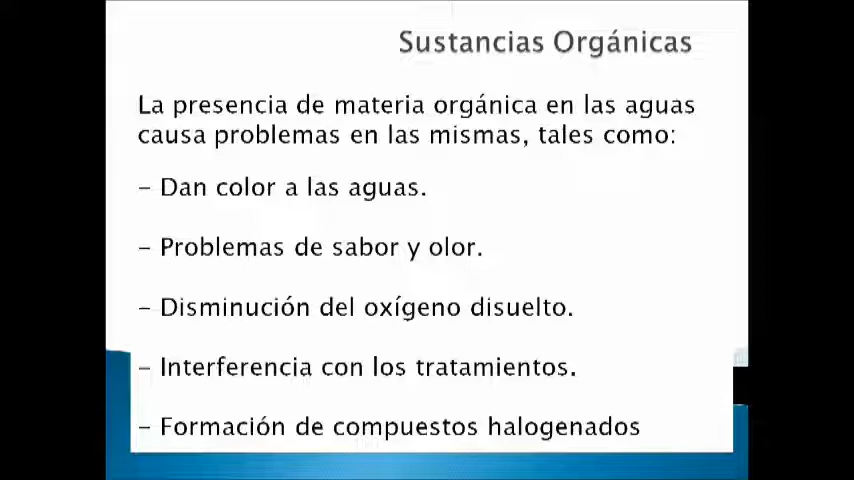 Sustancias Orgánicas
La presencia de materia orgánica en las aguas
causa problemas en las mismas, tales como:
- Dan color a las aguas.
- Problemas de sabor y olor.
- Disminución del oxígeno disuelto.
- Interferencia con los tratamientos.
- Formación de compuestos halogenados